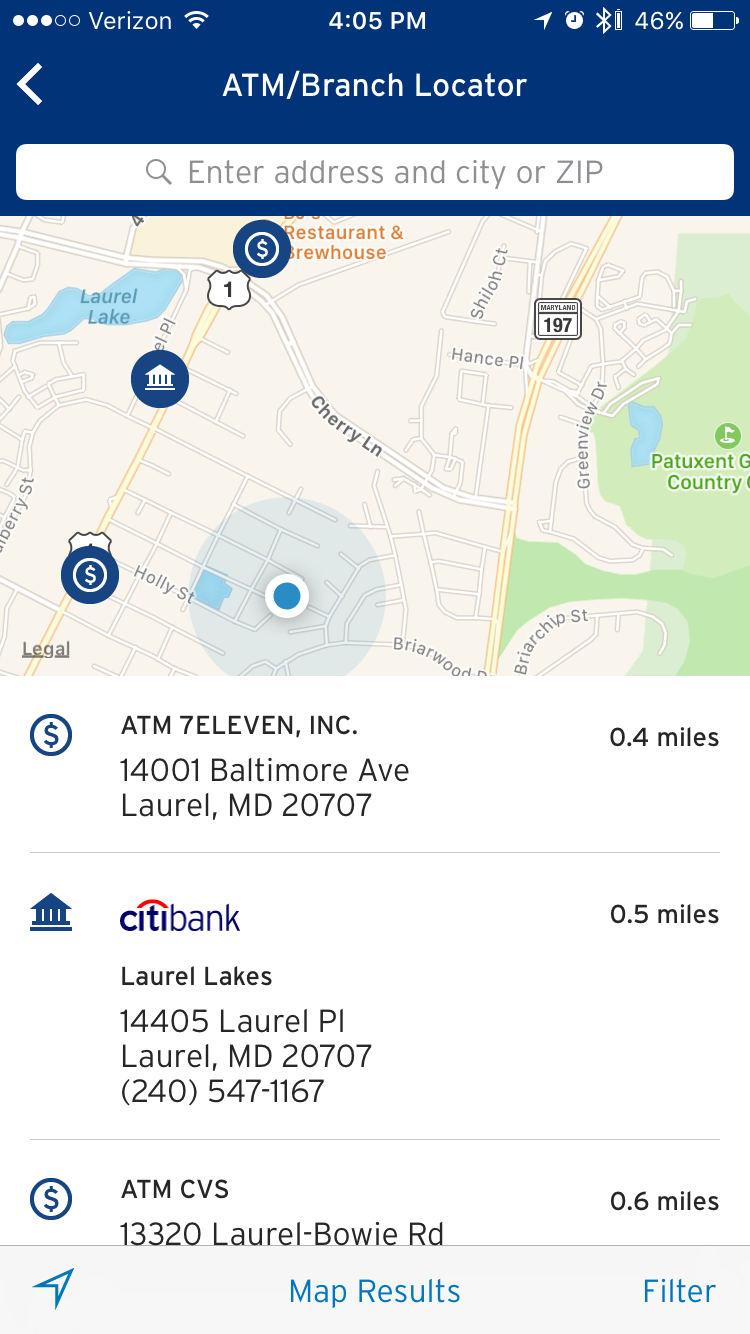 Verizon 4:05 PM 46%
ATM/Branch Locator
Enter address and city or ZIP
Restaurant &
Brewhouse
1
Laurel
Lake
Shiloh Ct
MARYLAND
197
Hance Pl
Cherry Ln
Greenview Dr
Patuxent G
Country
Holly St
Briarchip St
Briarwood D
Legal
ATM 7ELEVEN, INC.
0.4 miles
14001 Baltimore Ave
Laurel, MD 20707
citibank
0.5 miles
Laurel Lakes
14405 Laurel Pl
Laurel, MD 20707
(240) 547-1167
ATM CVS
0.6 miles
13320 Laurel-Bowie Rd
Map Results
Filter